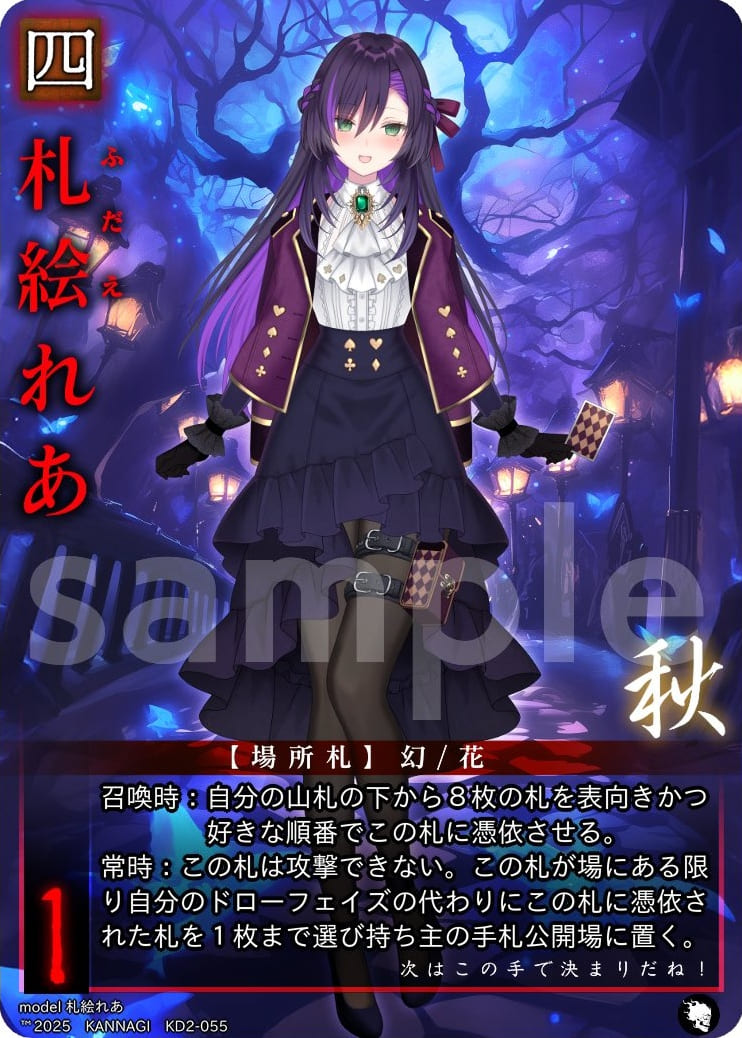 四
札絵れあ
ふだえ
sample
秋
【場所札】幻/花
召喚時：自分の山札の下から８枚の札を表向きかつ
好きな順番でこの札に憑依させる。
常時：この札は攻撃できない。この札が場にある限
り自分のドローフェイズの代わりにこの札に憑依さ
れた札を１枚まで選び持ち主の手札公開場に置く。
次はこの手で決まりだね！
1
model 札絵れあ
™2025 KANNAGI KD2-055